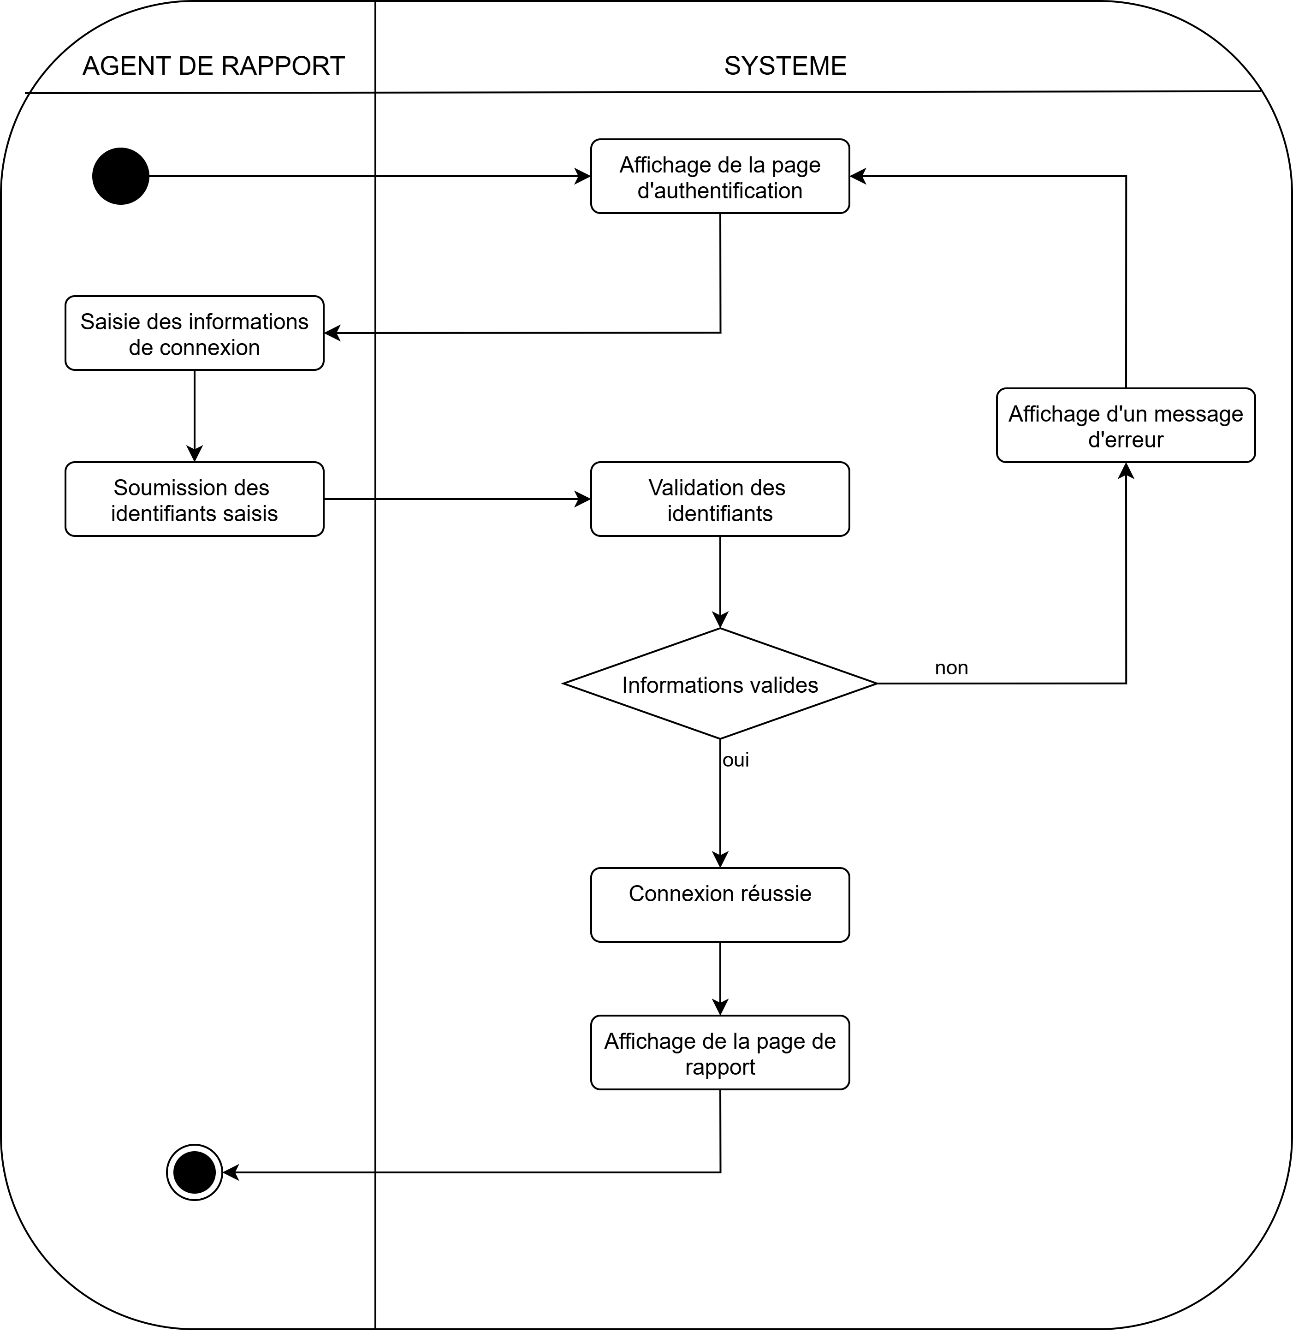 AGENT DE RAPPORT
SYSTEME
Affichage de la page
d'authentification
Saisie des informations
de connexion
Affichage d'un message
d'erreur
Soumission des
identifiants saisis
Validation des
identifiants
Informations valides
non
oui
Connexion réussie
Affichage de la page de
rapport